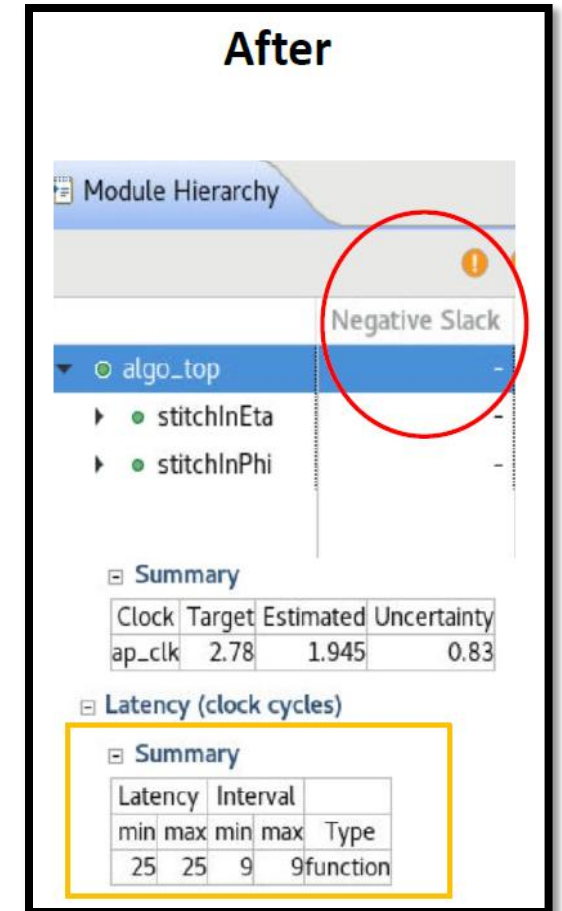 After
Module Hierarchy
Negative Slack
algo_top -
stitchInEta -
stitchInPhi -
Summary
Clock Target Estimated Uncertainty
ap_clk 2.78 1.945 0.83
Latency (clock cycles)
Summary
Latency Interval
min max min max Type
25 25 9 9 function